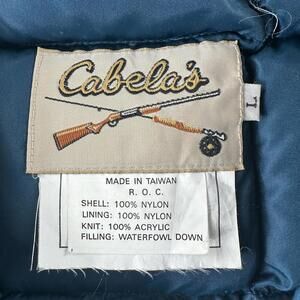 Cabela's
L
MADE IN TAIWAN
R. O. C.
SHELL: 100% NYLON
LINING: 100% NYLON
KNIT: 100% ACRYLIC
FILLING: WATERFOWL DOWN